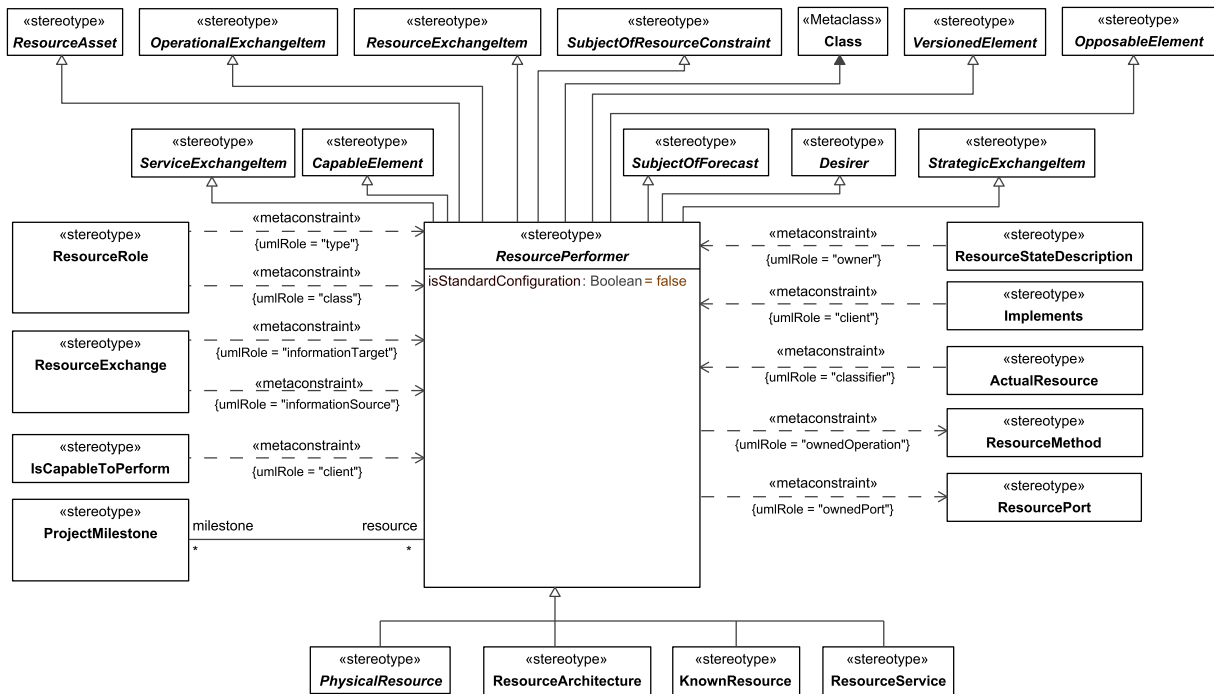 «stereotype»
ResourceAsset
«stereotype»
OperationalExchangeItem
«stereotype»
ResourceExchangeItem
«stereotype»
SubjectOfResourceConstraint
«Metaclass»
Class
«stereotype»
VersionedElement
«stereotype»
OpposableElement
«stereotype»
ServiceExchangeItem
«stereotype»
CapableElement
«stereotype»
SubjectOfForecast
«stereotype»
Desirer
«stereotype»
StrategicExchangeItem
«stereotype»
ResourceRole
«metaconstraint»
{umlRole = "type"}
«metaconstraint»
{umlRole = "class"}
«stereotype»
ResourceExchange
«metaconstraint»
{umlRole = "informationTarget"}
«metaconstraint»
{umlRole = "informationSource"}
«stereotype»
IsCapableToPerform
«metaconstraint»
{umlRole = "client"}
«stereotype»
ProjectMilestone
milestone
*
resource
*
«stereotype»
ResourcePerformer
isStandardConfiguration : Boolean = false
«metaconstraint»
{umlRole = "owner"}
«stereotype»
ResourceStateDescription
«metaconstraint»
{umlRole = "client"}
«stereotype»
Implements
«metaconstraint»
{umlRole = "classifier"}
«stereotype»
ActualResource
«metaconstraint»
{umlRole = "ownedOperation"}
«stereotype»
ResourceMethod
«metaconstraint»
{umlRole = "ownedPort"}
«stereotype»
ResourcePort
«stereotype»
PhysicalResource
«stereotype»
ResourceArchitecture
«stereotype»
KnownResource
«stereotype»
ResourceService